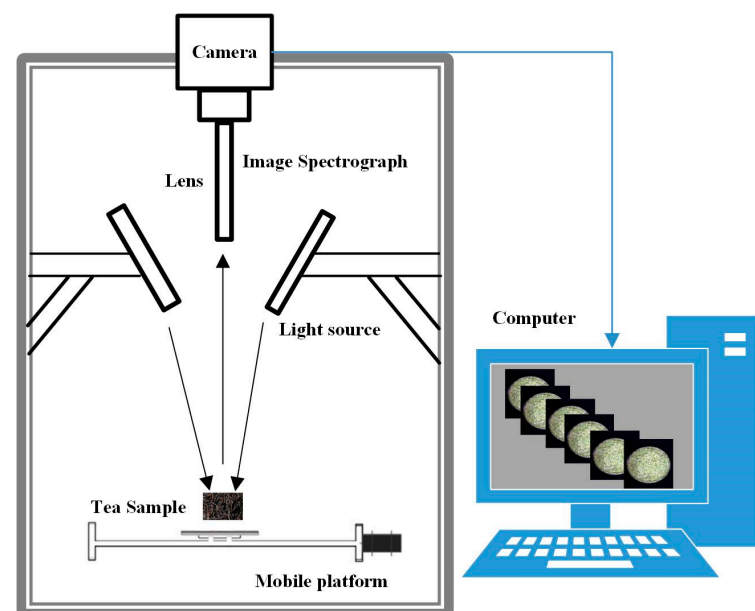 Camera
Image Spectrograph
Lens
Light source
Computer
Tea Sample
Mobile platform